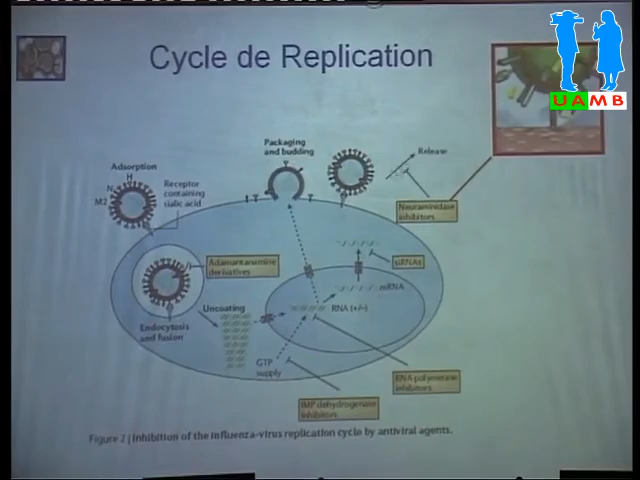 Cycle de Replication
UAMB
Packaging
and budding
Release
Adsorption
H
N
M2
Receptor
containing
sialic acid
Neuraminidase
inhibitors
Adamantanamine
derivatives
siRNAs
mRNA
Uncoating
RNA (+/–)
Endocytosis
and fusion
GTP
supply
RNA polymerase
inhibitors
IMP dehydrogenase
inhibitors
Figure 2 | Inhibition of the influenza-virus replication cycle by antiviral agents.